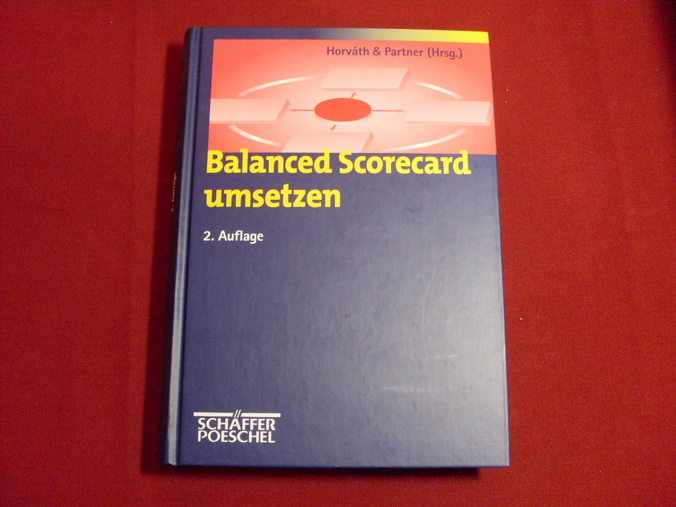 Horváth & Partner (Hrsg.)
Balanced Scorecard
umsetzen
2. Auflage
SCHÄFFER
POESCHEL